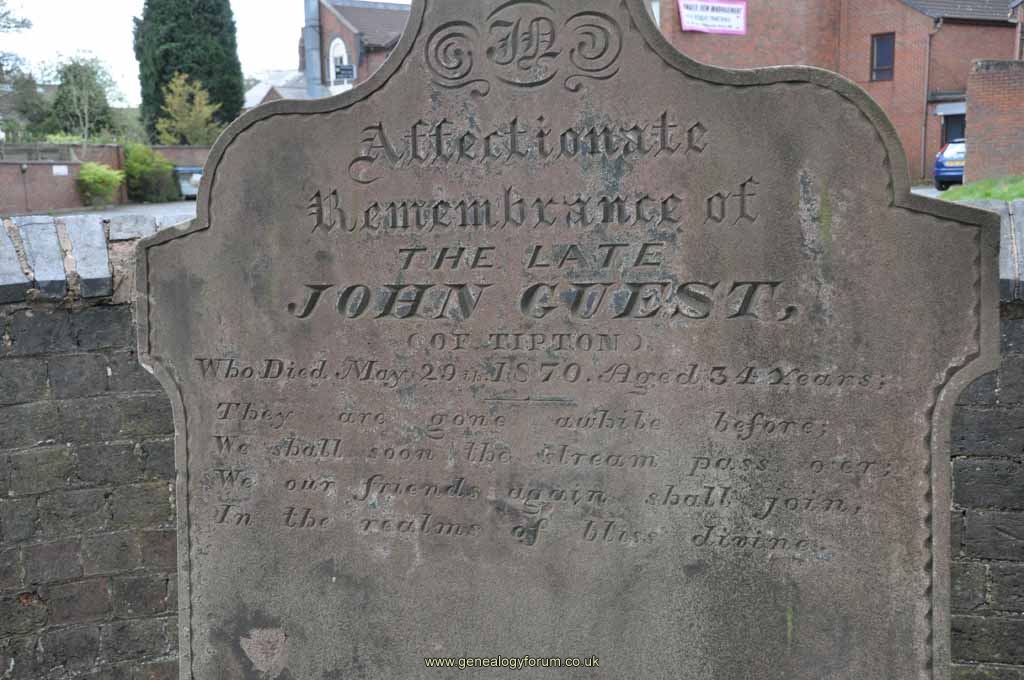 IN
Affectionate
Remembrance of
THE LATE
JOHN GUEST,
(OF TIPTON).
Who Died May 29th 1870. Aged 34 Years;
They are gone awhile before;
We shall soon the stream pass o'er;
We our friends again shall join,
In the realms of bliss divine.
www.genealogyforum.co.uk